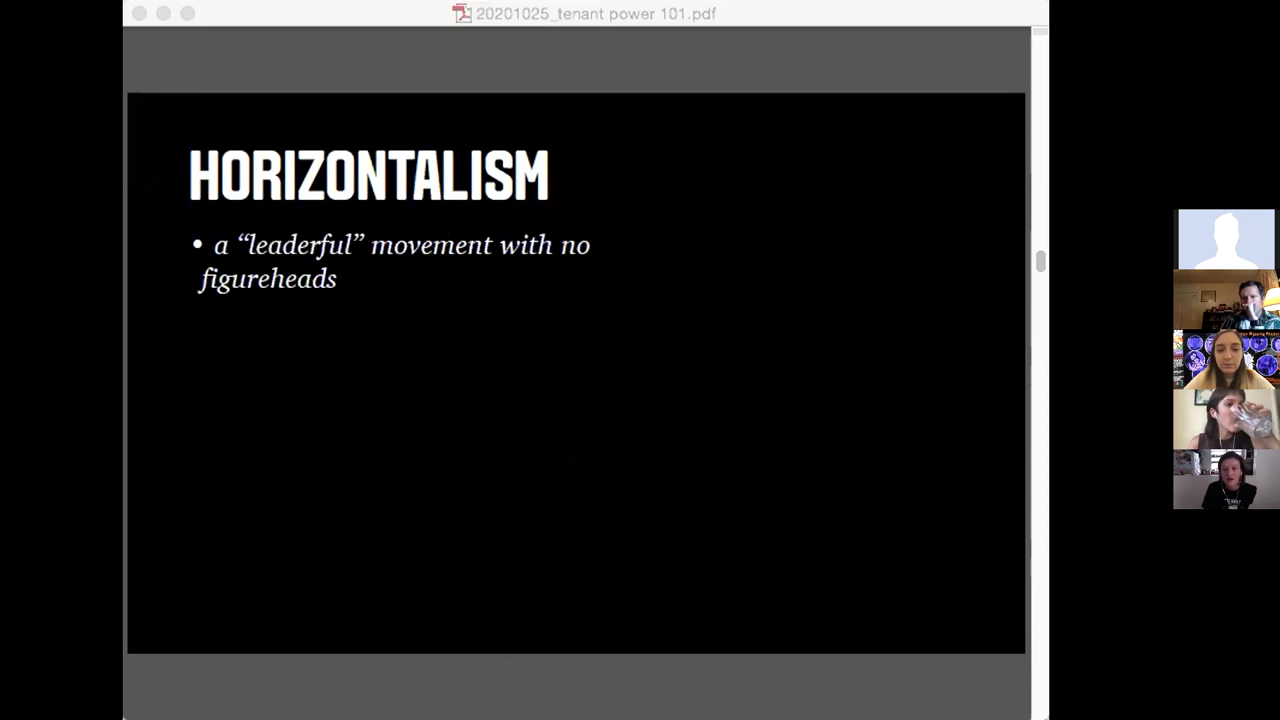 20201025_tenant power 101.pdf
HORIZONTALISM
• a “leaderful” movement with no
figureheads